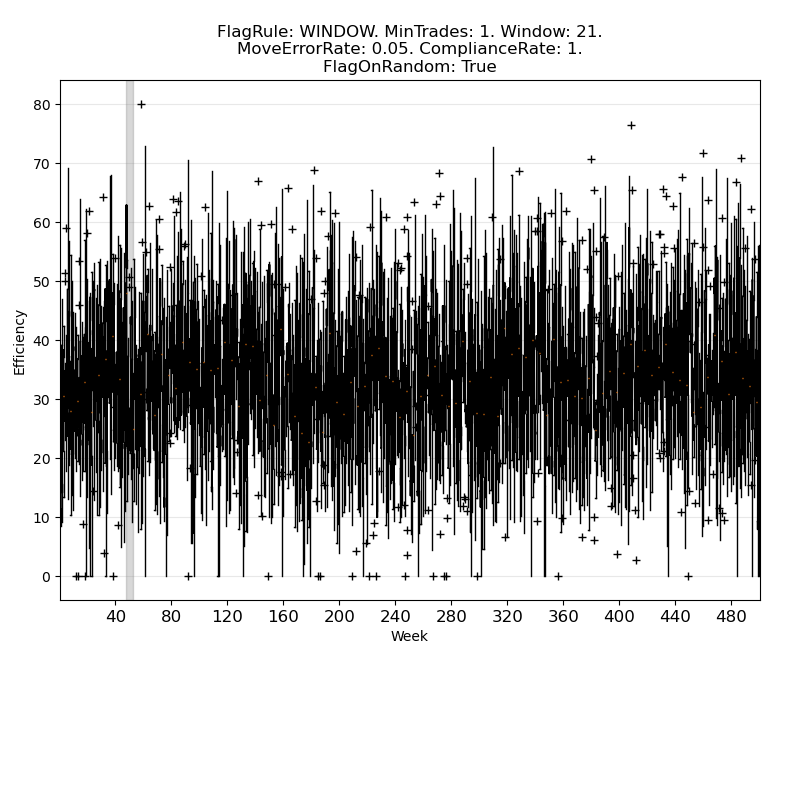 FlagRule: WINDOW. MinTrades: 1. Window: 21.
MoveErrorRate: 0.05. ComplianceRate: 1.
FlagOnRandom: True
80
70
60
50
40
30
20
10
0
Efficiency
40 80 120 160 200 240 280 320 360 400 440 480
Week